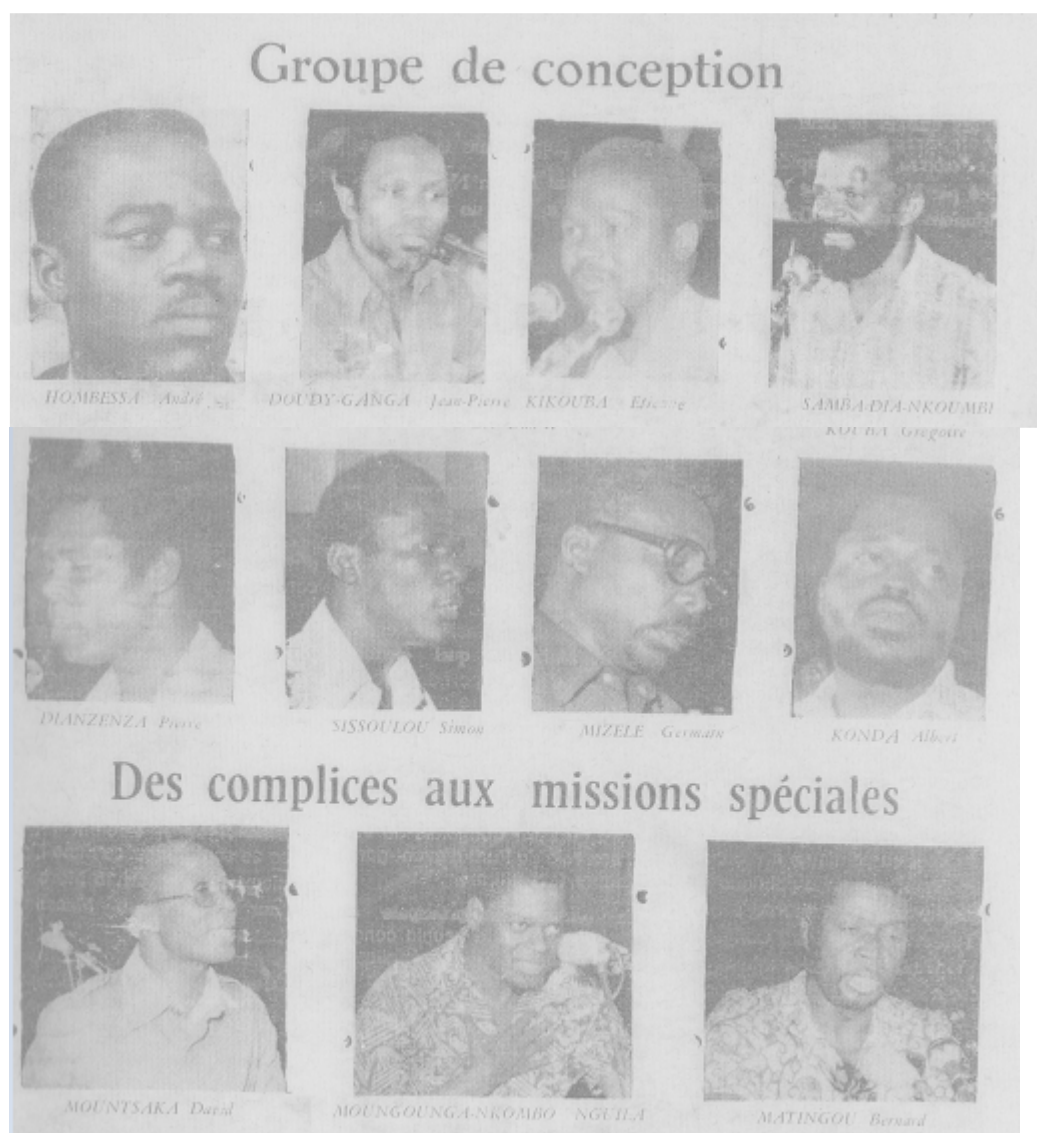 Groupe de conception
HOMBESSA André
DOUDY-GANGA Jean-Pierre
KIKOUBA Etienne
SAMBA-DIA-NKOUMBI
KOUBA Grégoire
DIANZENZA Pierre
SISSOULOU Simon
MIZELE Germain
KONDA Albert
Des complices aux missions spéciales
MOUNTSAKA David
MOUNGOUNGA-NKOMBO NGUILA
MATINGOU Bernard